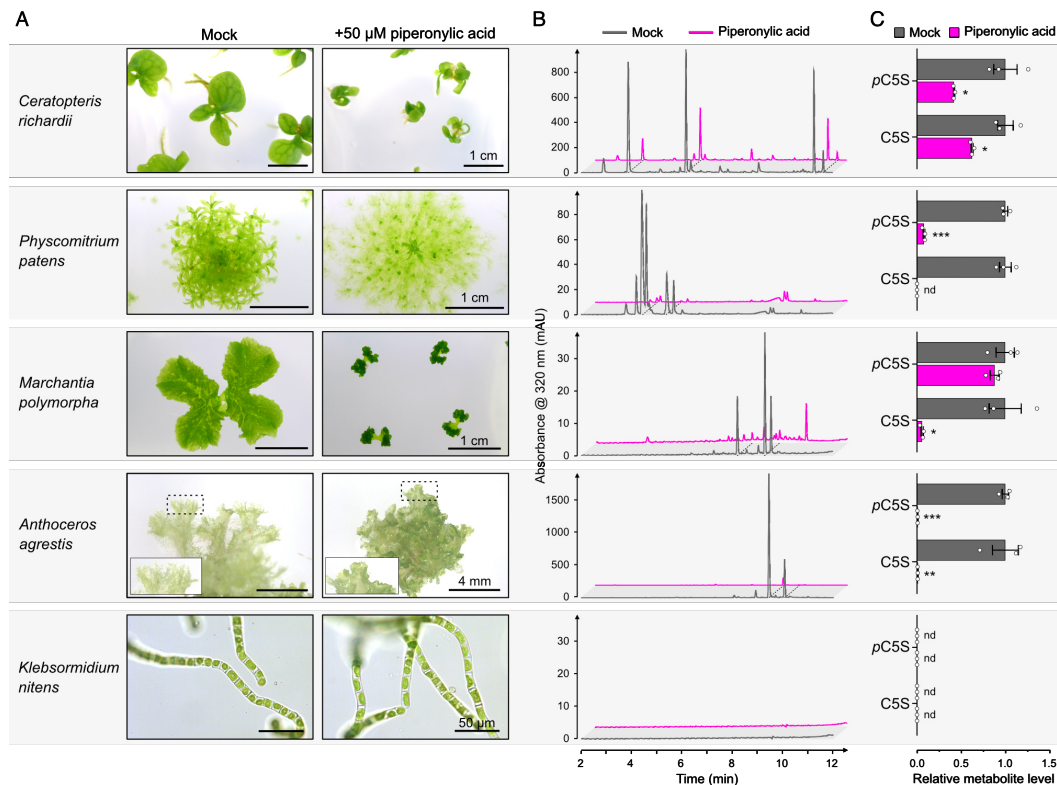 A
Mock
+50 µM piperonylic acid
B
Mock
Piperonylic acid
C
Mock
Piperonylic acid
Ceratopteris
richardii
1 cm
800
600
400
200
0
pC5S
*
C5S
*
Physcomitrium
patens
1 cm
80
60
40
20
0
pC5S
***
C5S
nd
Absorbance @ 320 nm (mAU)
Marchantia
polymorpha
1 cm
30
20
10
0
pC5S
C5S
*
Anthoceros
agrestis
4 mm
1500
1000
500
0
pC5S
***
C5S
**
Klebsormidium
nitens
50 µm
30
20
10
0
pC5S
nd
nd
C5S
nd
nd
2 4 6 8 10 12
Time (min)
0.0 0.5 1.0 1.5
Relative metabolite level